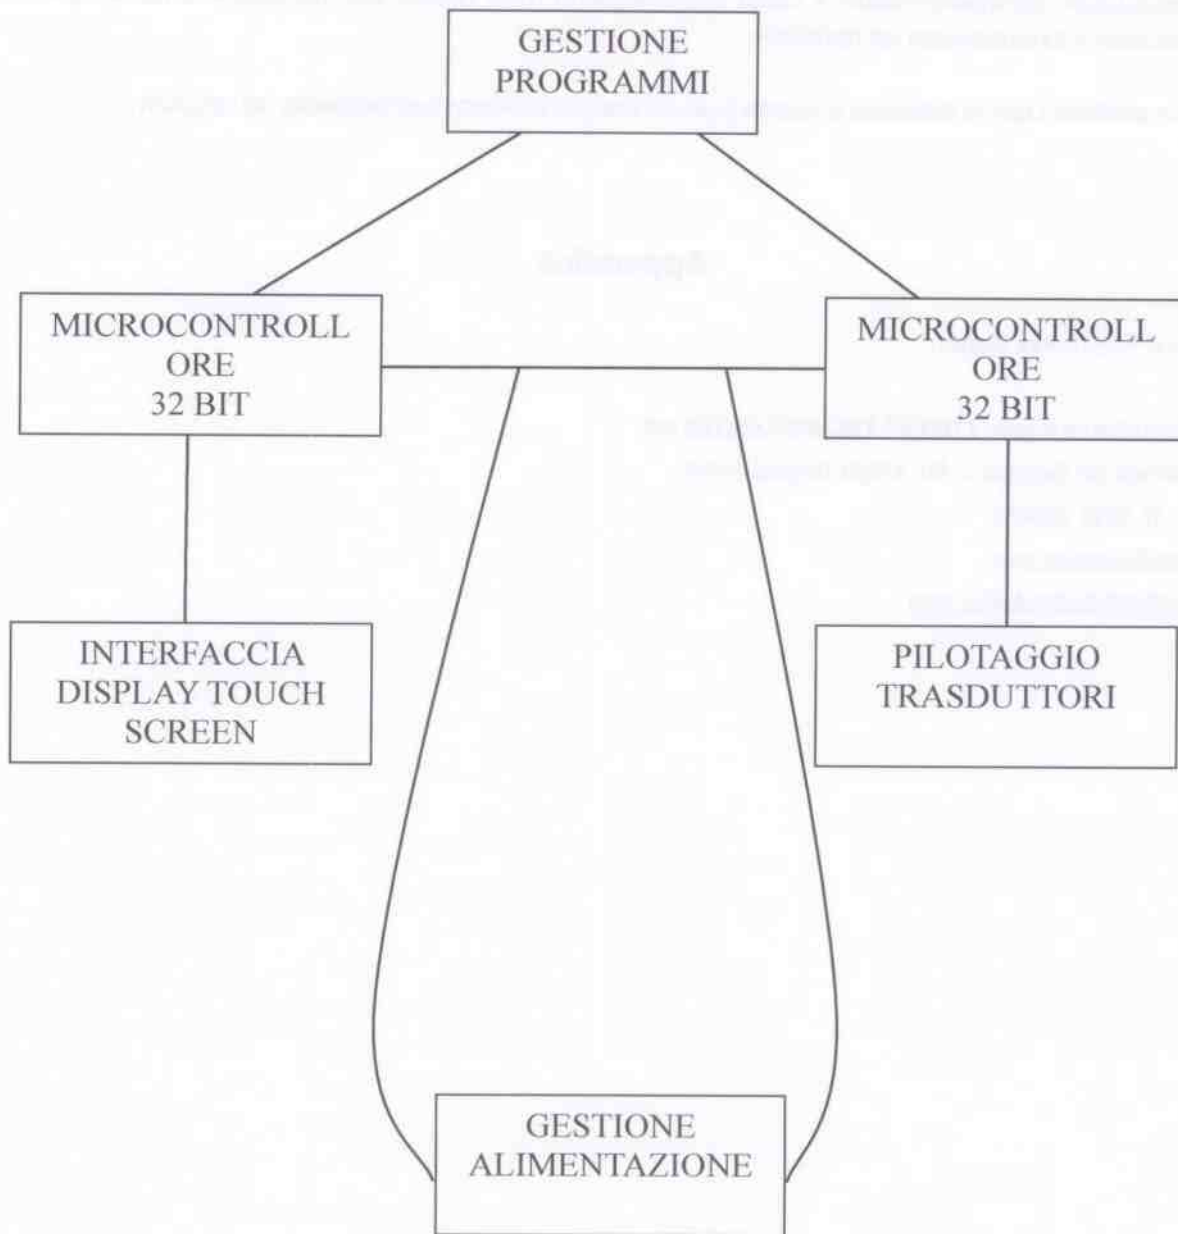 GESTIONE
PROGRAMMI
MICROCONTROLL
ORE
32 BIT
MICROCONTROLL
ORE
32 BIT
INTERFACCIA
DISPLAY TOUCH
SCREEN
PILOTAGGIO
TRASDUTTORI
GESTIONE
ALIMENTAZIONE